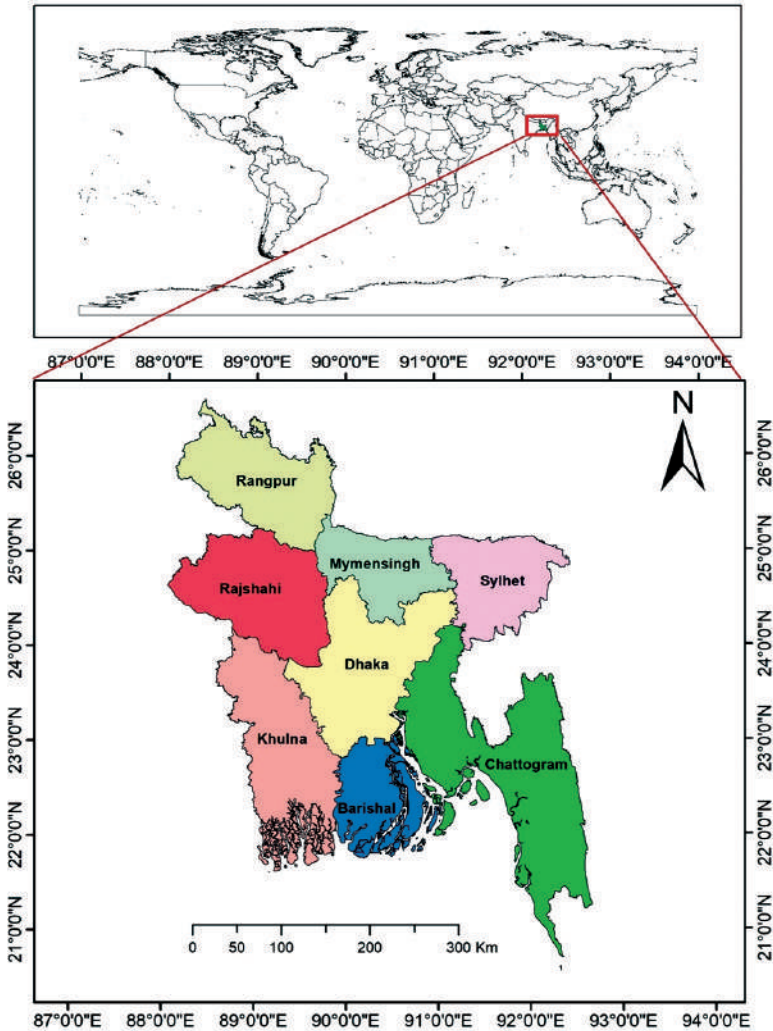 87°0'0"E 88°0'0"E 89°0'0"E 90°0'0"E 91°0'0"E 92°0'0"E 93°0'0"E 94°0'0"E
N
26°0'0"N
26°0'0"N
Rangpur
25°0'0"N
25°0'0"N
Mymensingh
Rajshahi
Sylhet
24°0'0"N
24°0'0"N
Dhaka
23°0'0"N
23°0'0"N
Khulna
Chattogram
Barishal
22°0'0"N
22°0'0"N
21°0'0"N
21°0'0"N
0 50 100 200 300 Km
87°0'0"E 88°0'0"E 89°0'0"E 90°0'0"E 91°0'0"E 92°0'0"E 93°0'0"E 94°0'0"E